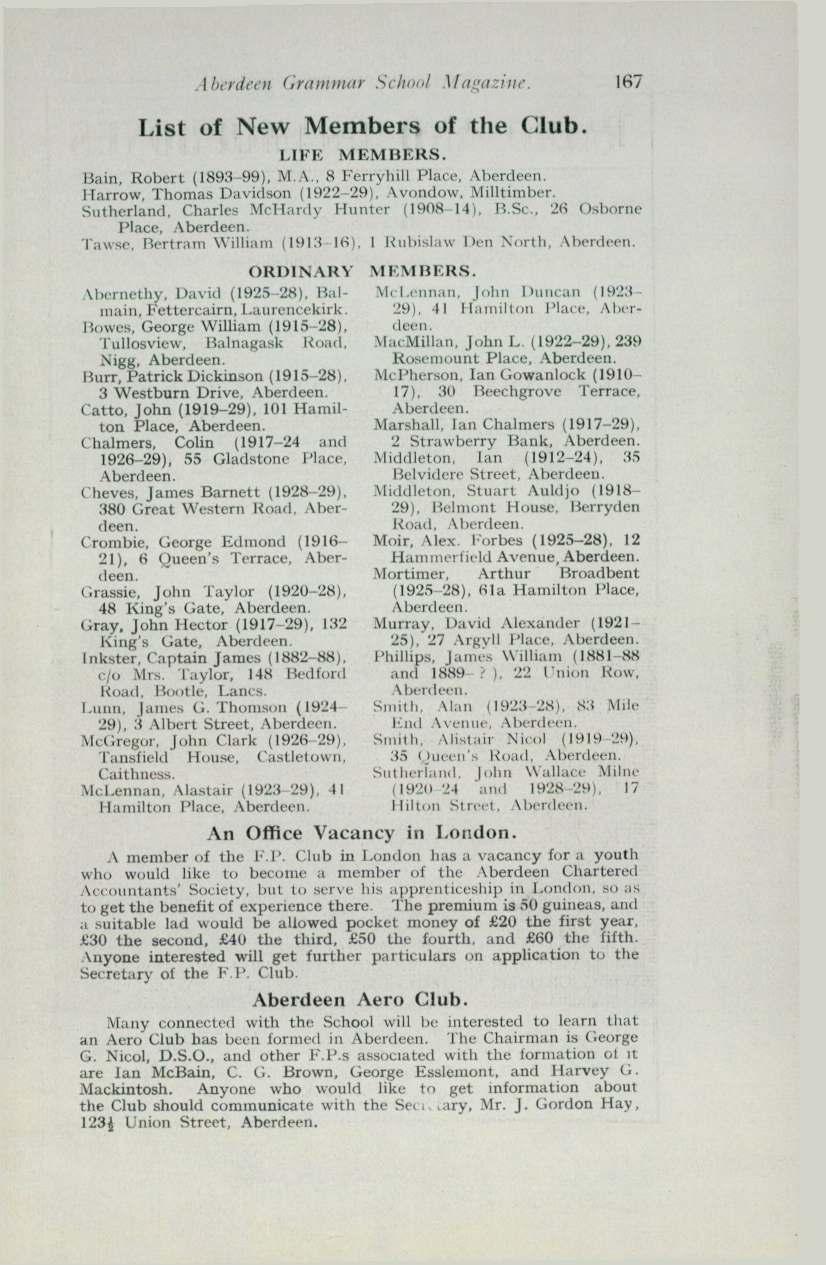 Aberdeen Grammar School Magazine. 167
List of New Members of the Club.
LIFE MEMBERS.
Bain, Robert (1893–99), M.A., 8 Ferryhill Place, Aberdeen.
Harrow, Thomas Davidson (1922–29), Avondow, Milltimber.
Sutherland, Charles McHardy Hunter (1908–14), B.Sc., 26 Osborne
Place, Aberdeen.
Tawse, Bertram William (1913–16), 1 Rubislaw Den North, Aberdeen.
ORDINARY MEMBERS.
Abernethy, David (1925–28), Bal-
main, Fettercairn, Laurencekirk.
Bowes, George William (1915–28),
Tullosview, Balnagask Road,
Nigg, Aberdeen.
Burr, Patrick Dickinson (1915–28),
3 Westburn Drive, Aberdeen.
Catto, John (1919–29), 101 Hamil-
ton Place, Aberdeen.
Chalmers, Colin (1917–24 and
1926–29), 55 Gladstone Place,
Aberdeen.
Cheves, James Barnett (1928–29),
380 Great Western Road, Aber-
deen.
Crombie, George Edmond (1916–
21), 6 Queen's Terrace, Aber-
deen.
Grassie, John Taylor (1920–28),
48 King's Gate, Aberdeen.
Gray, John Hector (1917–29), 132
King's Gate, Aberdeen.
Inkster, Captain James (1882–88),
c/o Mrs. Taylor, 148 Bedford
Road, Bootle, Lancs.
Lunn, James G. Thomson (1924–
29), 3 Albert Street, Aberdeen.
McGregor, John Clark (1926–29),
Tansfield House, Castletown,
Caithness.
McLennan, Alastair (1923–29), 41
Hamilton Place, Aberdeen.
McLennan, John Duncan (1923–
29), 41 Hamilton Place, Aber-
deen.
MacMillan, John L. (1922–29), 239
Rosemount Place, Aberdeen.
McPherson, Ian Gowanlock (1910–
17), 30 Beechgrove Terrace,
Aberdeen.
Marshall, Ian Chalmers (1917–29),
2 Strawberry Bank, Aberdeen.
Middleton, Ian (1912–24), 35
Belvidere Street, Aberdeen.
Middleton, Stuart Auldjo (1918–
29), Belmont House, Berryden
Road, Aberdeen.
Moir, Alex. Forbes (1925–28), 12
Hammerfield Avenue, Aberdeen.
Mortimer, Arthur Broadbent
(1925–28), 61a Hamilton Place,
Aberdeen.
Murray, David Alexander (1921–
25), 27 Argyll Place, Aberdeen.
Phillips, James William (1881–88
and 1889– ? ), 22 Union Row,
Aberdeen.
Smith, Alan (1923–28), 83 Mile
End Avenue, Aberdeen.
Smith, Alistair Nicol (1919–29),
35 Queen's Road, Aberdeen.
Sutherland, John Wallace Milne
(1920–24 and 1928–29), 17
Hilton Street, Aberdeen.
An Office Vacancy in London.
A member of the F.P. Club in London has a vacancy for a youth
who would like to become a member of the Aberdeen Chartered
Accountants' Society, but to serve his apprenticeship in London, so as
to get the benefit of experience there. The premium is 50 guineas, and
a suitable lad would be allowed pocket money of £20 the first year,
£30 the second, £40 the third, £50 the fourth, and £60 the fifth.
Anyone interested will get further particulars on application to the
Secretary of the F.P. Club.
Aberdeen Aero Club.
Many connected with the School will be interested to learn that
an Aero Club has been formed in Aberdeen. The Chairman is George
G. Nicol, D.S.O., and other F.P.s associated with the formation of it
are Ian McBain, C. G. Brown, George Esslemont, and Harvey G.
Mackintosh. Anyone who would like to get information about
the Club should communicate with the Secretary, Mr. J. Gordon Hay,
123½ Union Street, Aberdeen.